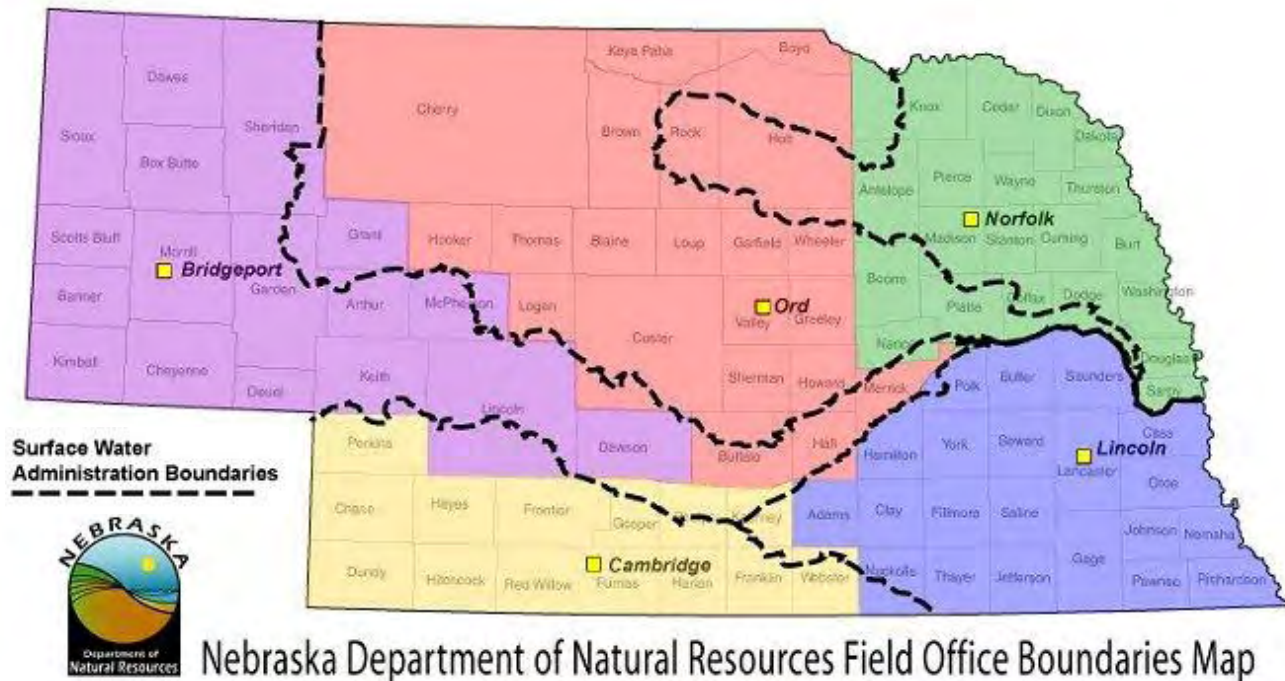 Keya Paha
Boyd
Dawes
Cherry
Knox
Cedar
Dixon
Sioux
Sheridan
Brown
Rock
Holt
Dakota
Box Butte
Antelope
Pierce
Wayne
Thurston
Norfolk
Scotts Bluff
Morrill
Grant
Hooker
Thomas
Blaine
Loup
Garfield
Wheeler
Madison
Stanton
Cuming
Burt
Bridgeport
Boone
Banner
Garden
Arthur
McPherson
Logan
Ord
Platte
Colfax
Dodge
Washington
Custer
Valley
Greeley
Nance
Kimball
Cheyenne
Keith
Douglas
Deuel
Sherman
Howard
Merrick
Polk
Butler
Saunders
Sarpy
Lincoln
Cass
Surface Water
Administration Boundaries
Perkins
Dawson
Buffalo
Hall
Hamilton
York
Seward
Lincoln
Lancaster
Otoe
Chase
Hayes
Frontier
Gosper
Kearney
Adams
Clay
Fillmore
Saline
Johnson
Nemaha
Gage
Cambridge
Dundy
Hitchcock
Red Willow
Furnas
Harlan
Franklin
Webster
Nuckolls
Thayer
Jefferson
Pawnee
Richardson
NEBRASKA
Department of
Natural Resources
Nebraska Department of Natural Resources Field Office Boundaries Map